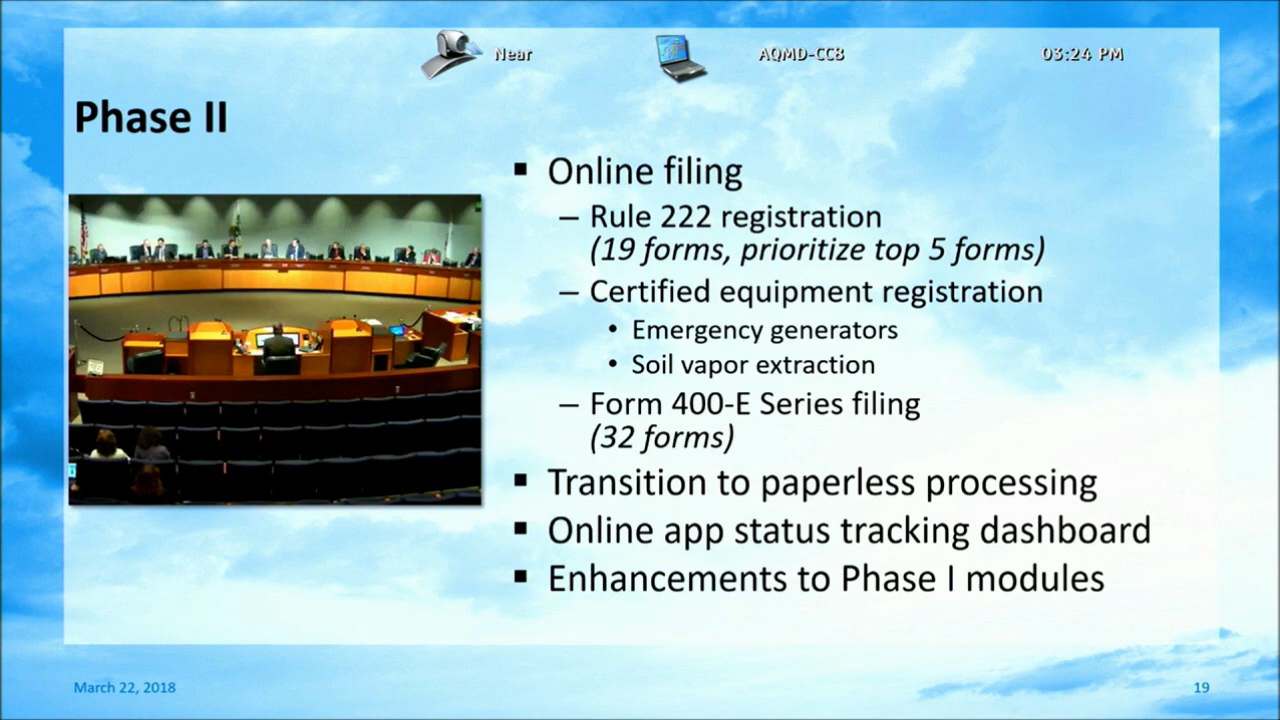 Near
AQMD-CC8
03:24 PM
Phase II
▪ Online filing
– Rule 222 registration
(19 forms, prioritize top 5 forms)
– Certified equipment registration
• Emergency generators
• Soil vapor extraction
– Form 400-E Series filing
(32 forms)
▪ Transition to paperless processing
▪ Online app status tracking dashboard
▪ Enhancements to Phase I modules
March 22, 2018
19